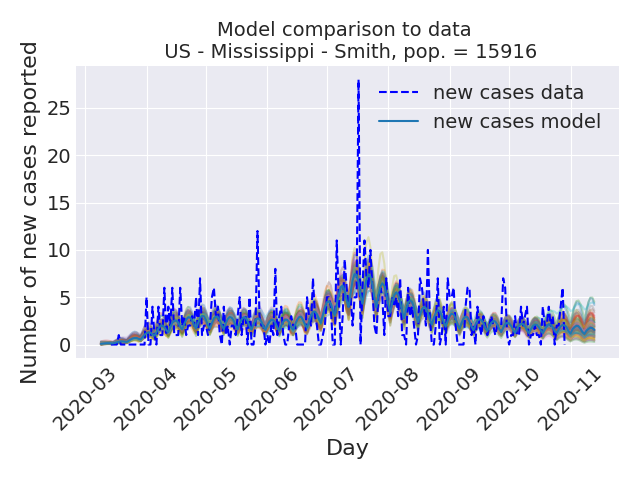 Model comparison to data
US - Mississippi - Smith, pop. = 15916
Number of new cases reported
25
20
15
10
5
0
new cases data
new cases model
2020-03
2020-04
2020-05
2020-06
2020-07
2020-08
2020-09
2020-10
2020-11
Day